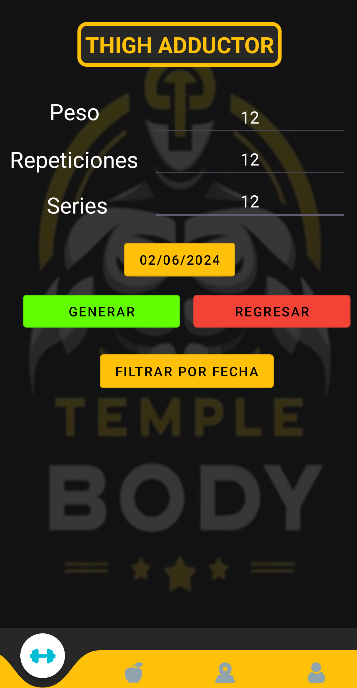 THIGH ADDUCTOR
Peso 12
Repeticiones 12
Series 12
02/06/2024
GENERAR REGRESAR
FILTRAR POR FECHA
TEMPLE
BODY